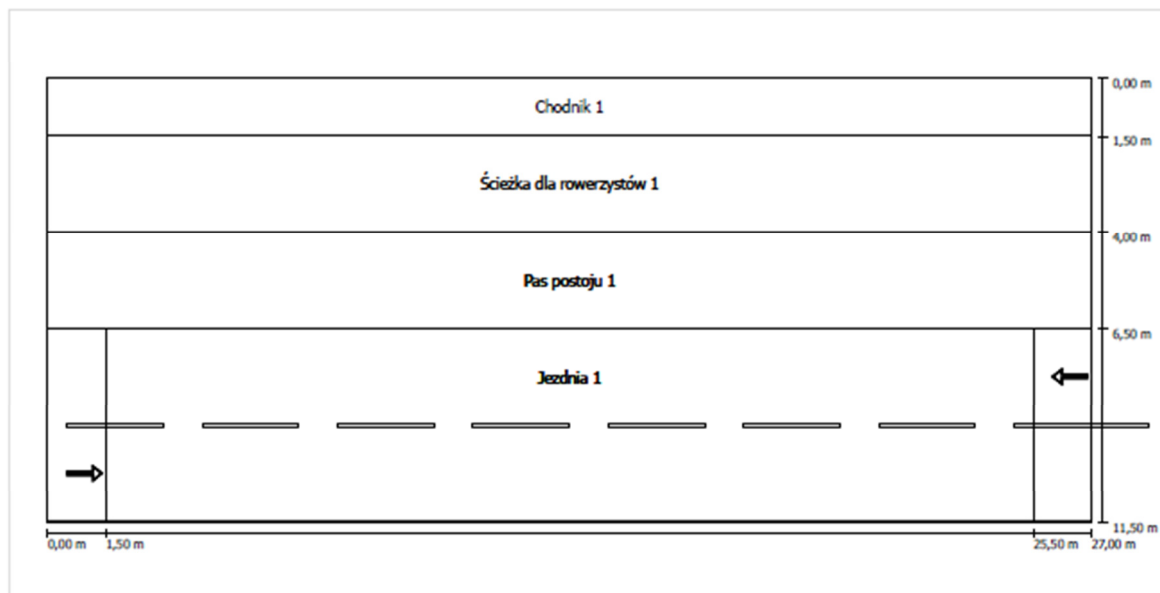 Chodnik 1
0,00 m
1,50 m
Ścieżka dla rowerzystów 1
4,00 m
Pas postoju 1
6,50 m
Jezdnia 1
11,50 m
0,00 m 1,50 m 25,50 m 27,00 m